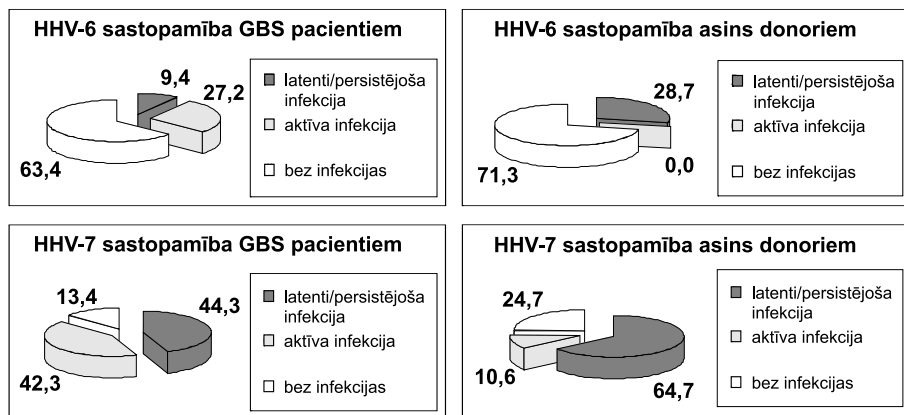 HHV-6 sastopamība GBS pacientiem
9,4
27,2
63,4
latenti/persistējoša
infekcija
aktīva infekcija
bez infekcijas
HHV-6 sastopamība asins donoriem
28,7
0,0
71,3
latenti/persistējoša
infekcija
aktīva infekcija
bez infekcijas
HHV-7 sastopamība GBS pacientiem
13,4
44,3
42,3
latenti/persistējoša
infekcija
aktīva infekcija
bez infekcijas
HHV-7 sastopamība asins donoriem
24,7
10,6
64,7
latenti/persistējoša
infekcija
aktīva infekcija
bez infekcijas